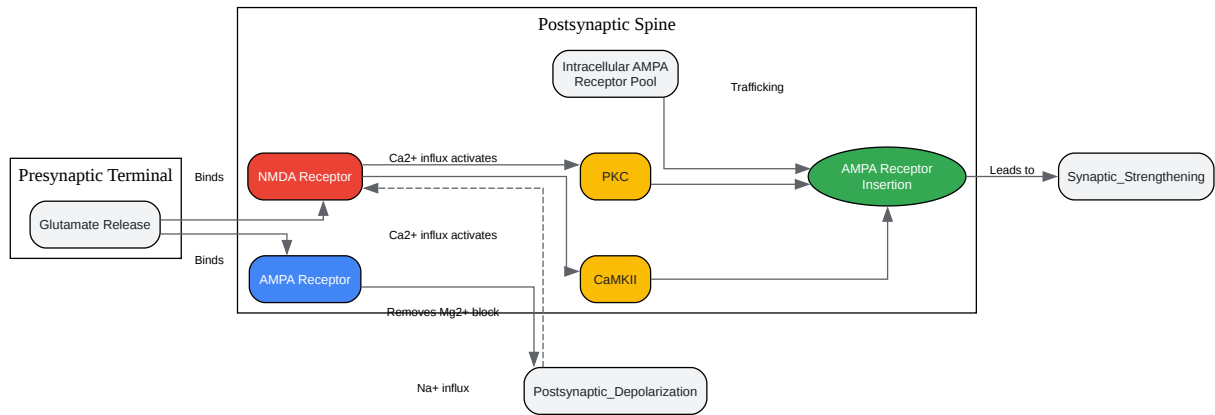 Postsynaptic Spine
Intracellular AMPA
Receptor Pool
Trafficking
Presynaptic Terminal
Glutamate Release
Binds
Binds
NMDA Receptor
AMPA Receptor
Ca2+ influx activates
Ca2+ influx activates
Removes Mg2+ block
Na+ influx
PKC
CaMKII
Postsynaptic_Depolarization
AMPA Receptor
Insertion
Leads to
Synaptic_Strengthening